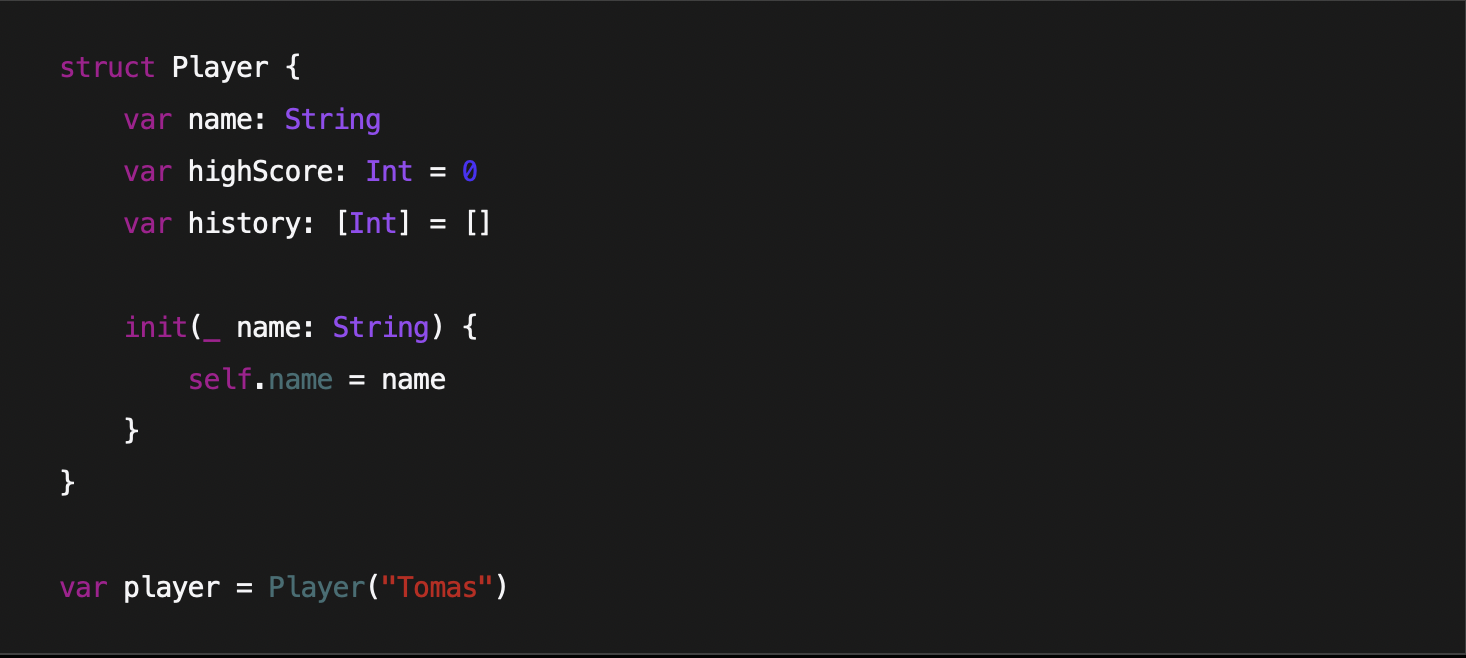 struct Player {
    var name: String
    var highScore: Int = 0
    var history: [Int] = []

    init(_ name: String) {
        self.name = name
    }
}

var player = Player("Tomas")